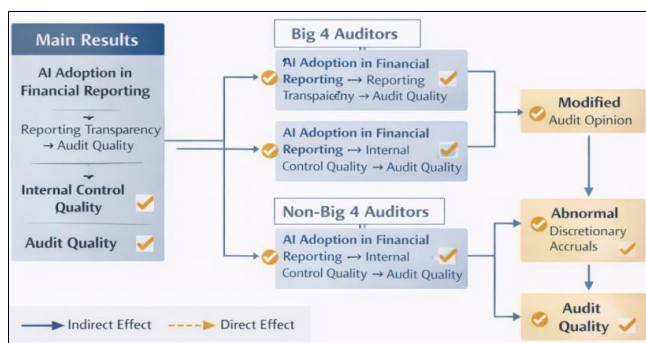 Main Results
AI Adoption in
Financial Reporting
Reporting Transparency
→ Audit Quality
Internal Control
Quality
Audit Quality
Big 4 Auditors
AI Adoption in Financial
Reporting → Reporting
Transpaieny → Audit Quality
AI Adoption in Financial
Reporting → Internal
Control Quality → Audit Quality
Non-Big 4 Auditors
AI Adoption in Financial
Reporting → Internal
Control Quality → Audit Quality
Modified
Audit Opinion
Abnormal
Discretionary
Accruals
Audit
Quality
Indirect Effect
Direct Effect